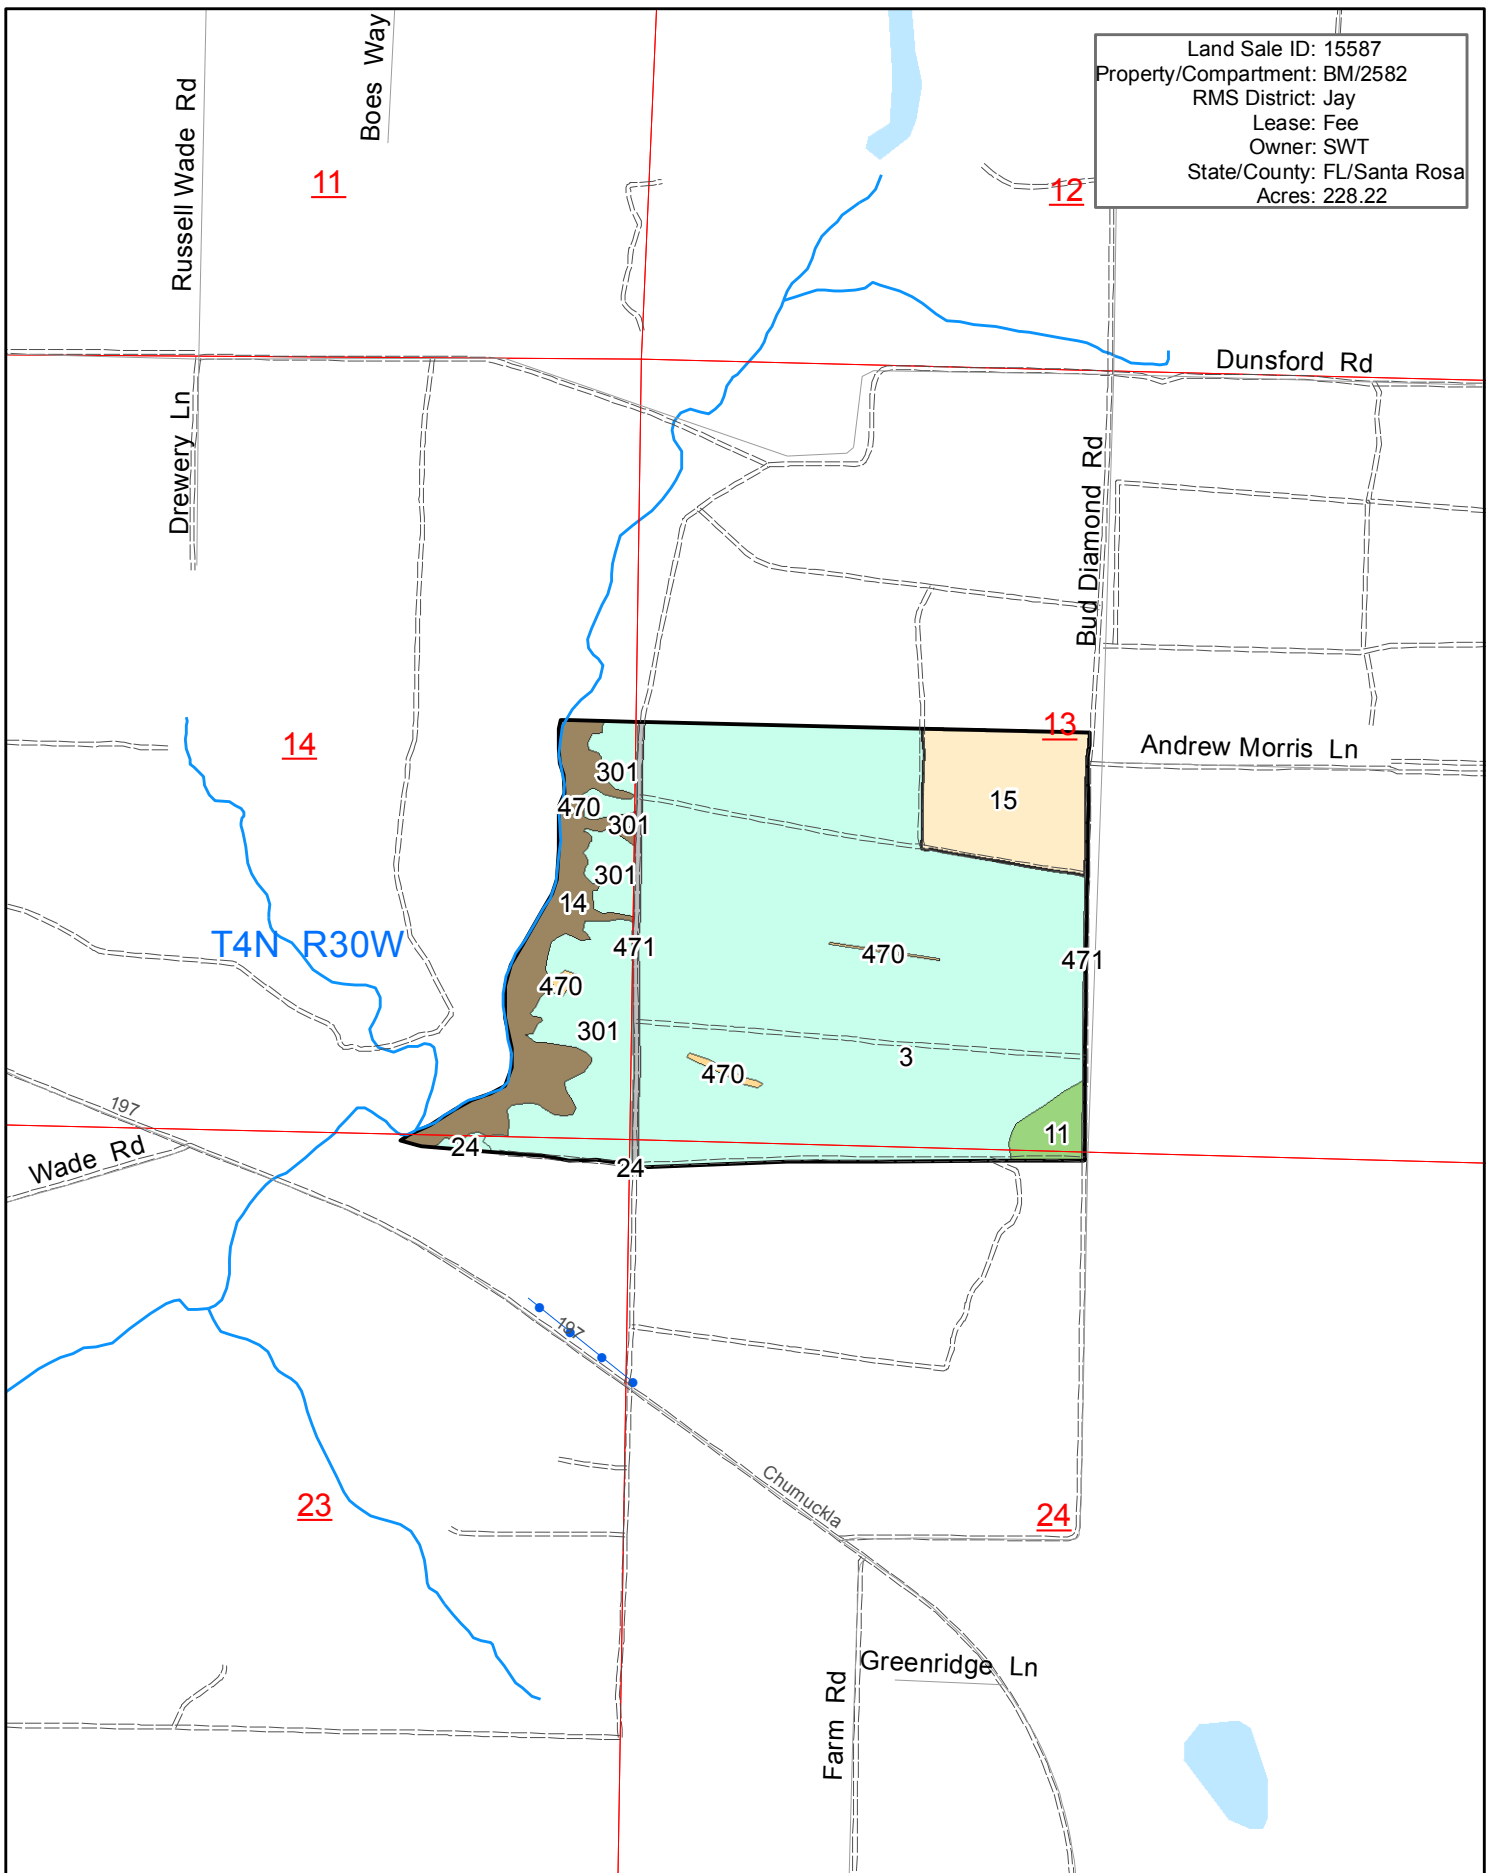 Land Sale ID: 15587
Property/Compartment: BM/2582
RMS District: Jay
Lease: Fee
Owner: SWT
State/County: FL/Santa Rosa
Acres: 228.22
Boes Way
Russell Wade Rd
11
12
Dunsford Rd
Drewery Ln
Bud Diamond Rd
14
13
Andrew Morris Ln
301
470
301
15
301
14
T4N R30W
471
470
471
470
301
3
470
197
11
Wade Rd
24
24
197
Chumuckla
23
24
Greenridge Ln
Farm Rd